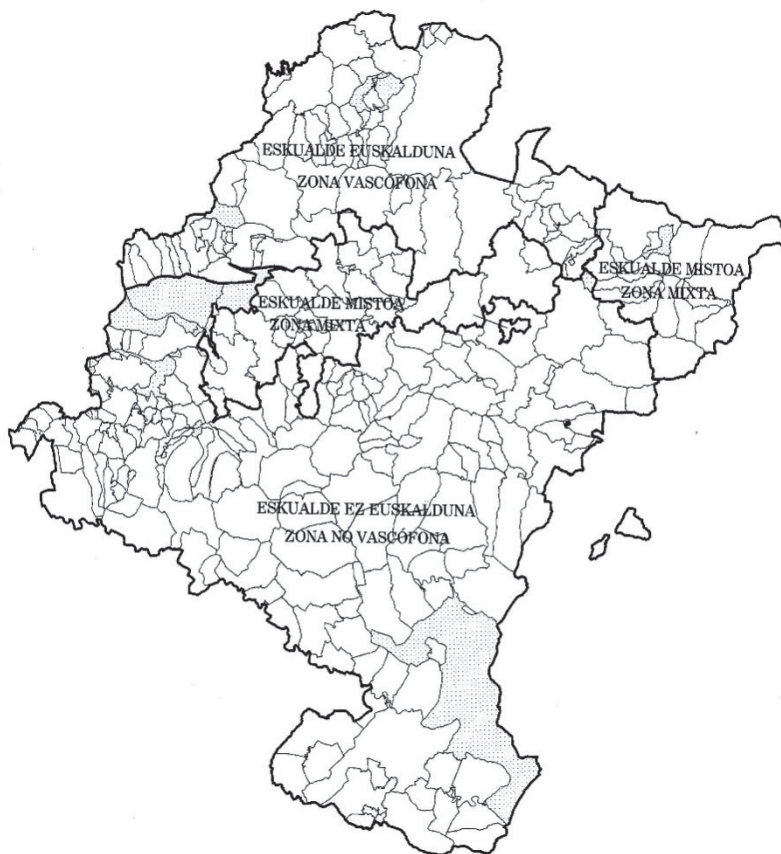 ESKUALDE EUSKALDUNA
ZONA VASCÓFONA
ESKUALDE MISTOA
ZONA MIXTA
ESKUALDE MISTOA
ZONA MIXTA
ESKUALDE EZ EUSKALDUNA
ZONA NO VASCÓFONA